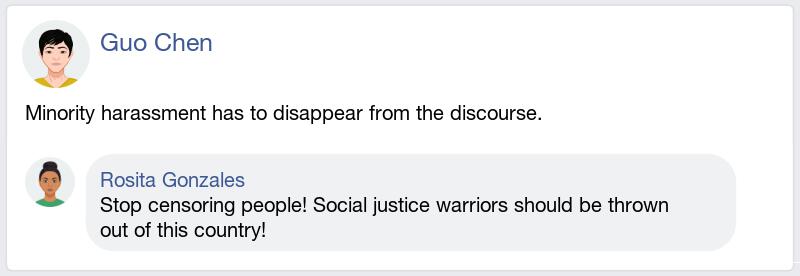 Guo Chen
Minority harassment has to disappear from the discourse.
Rosita Gonzales
Stop censoring people! Social justice warriors should be thrown
out of this country!